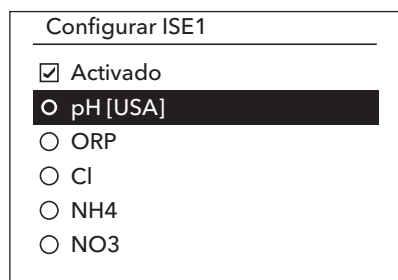 Configurar ISE1
Activado
pH [USA]
ORP
Cl
NH4
NO3